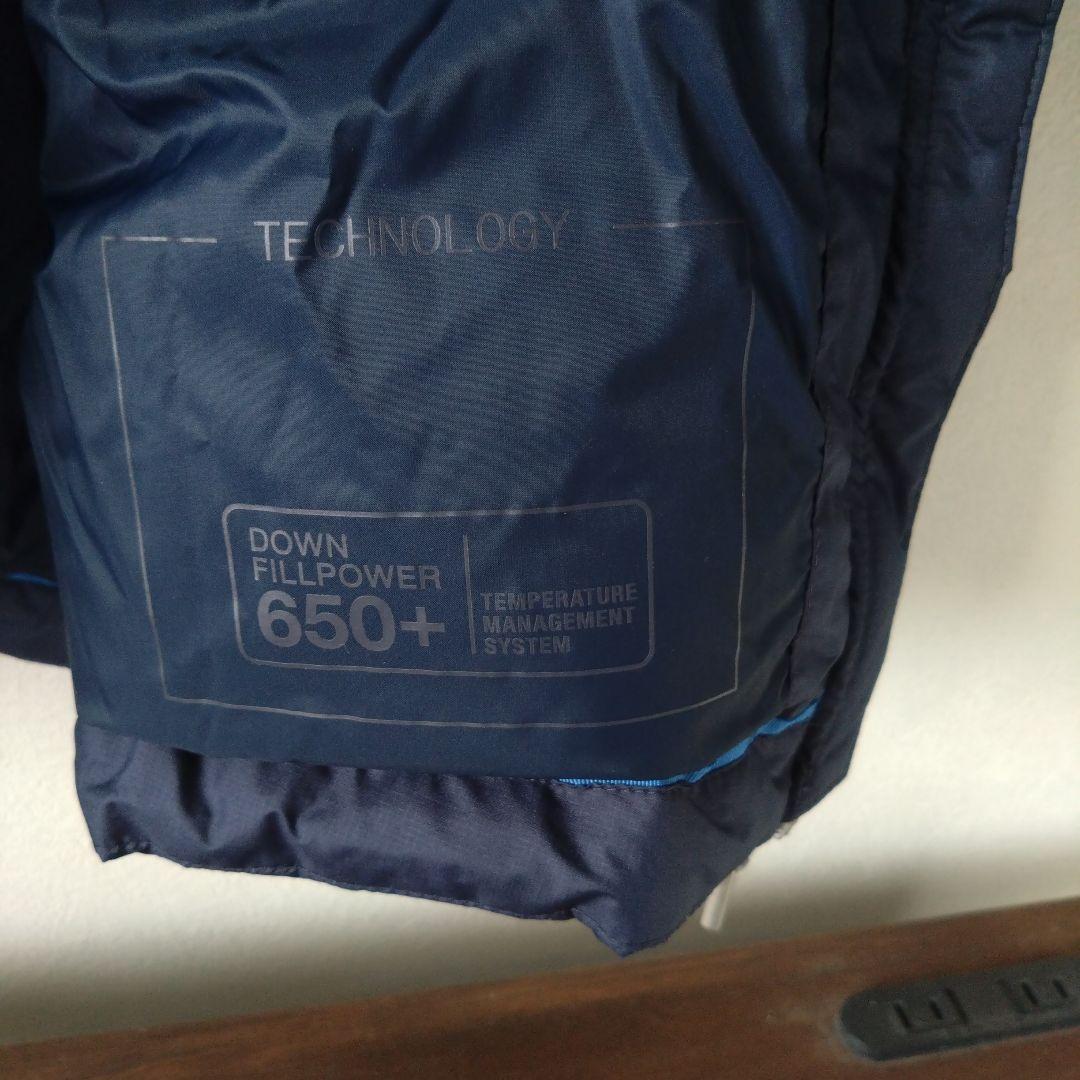 TECHNOLOGY
DOWN
FILLPOWER
650+
TEMPERATURE
MANAGEMENT
SYSTEM